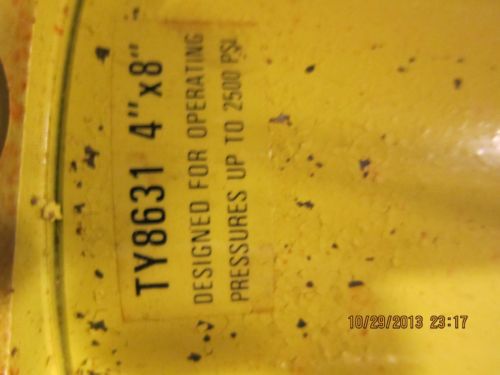 TY8631 4"x8"
DESIGNED FOR OPERATING
PRESSURES UP TO 2500 PSI
10/29/2013 23:17